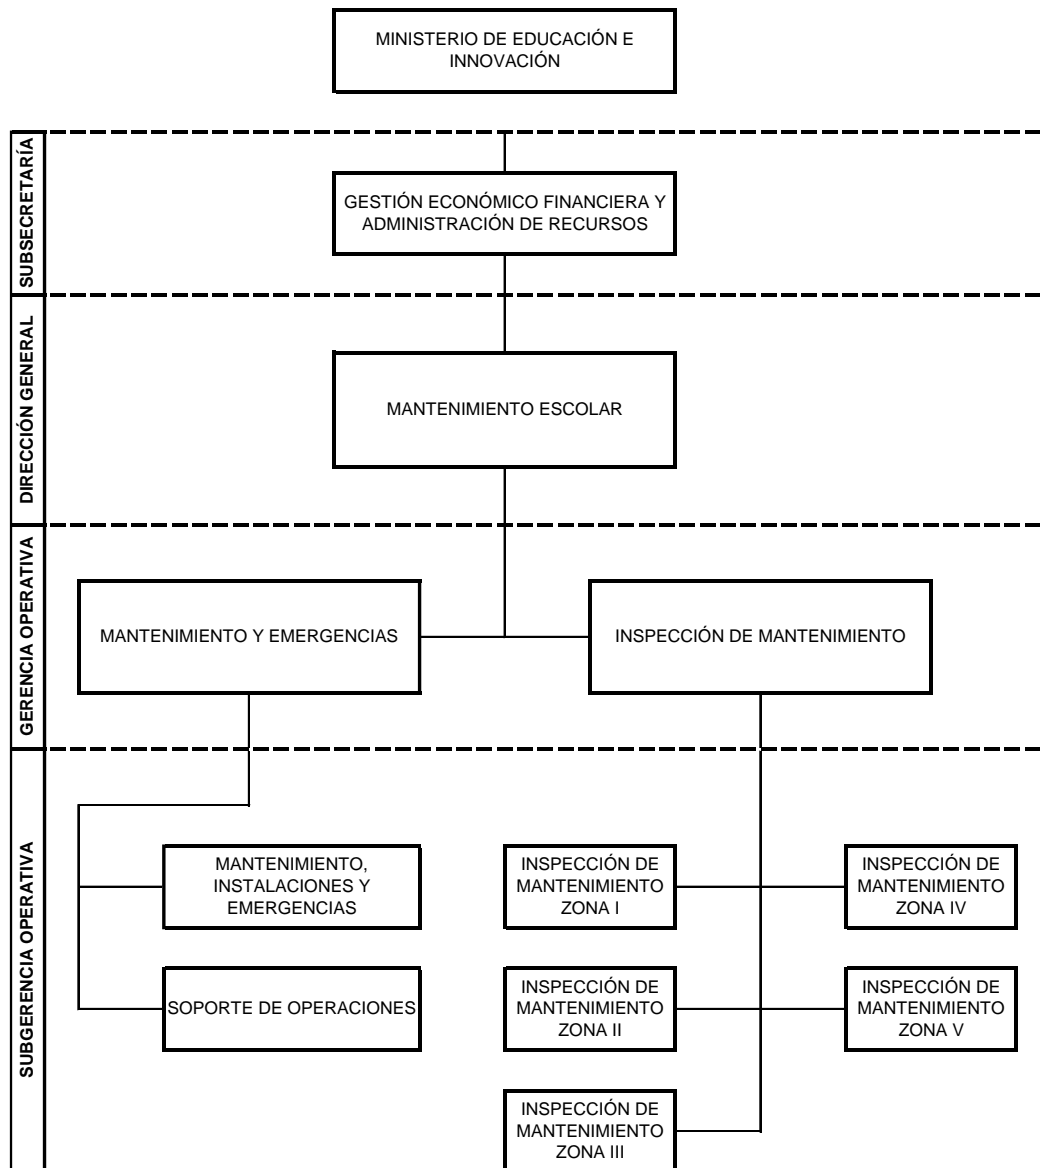 MINISTERIO DE EDUCACIÓN E
INNOVACIÓN
SUBSECRETARÍA
GESTIÓN ECONÓMICO FINANCIERA Y
ADMINISTRACIÓN DE RECURSOS
DIRECCIÓN GENERAL
MANTENIMIENTO ESCOLAR
GERENCIA OPERATIVA
MANTENIMIENTO Y EMERGENCIAS
INSPECCIÓN DE MANTENIMIENTO
SUBGERENCIA OPERATIVA
MANTENIMIENTO,
INSTALACIONES Y
EMERGENCIAS
INSPECCIÓN DE
MANTENIMIENTO
ZONA I
INSPECCIÓN DE
MANTENIMIENTO
ZONA IV
SOPORTE DE OPERACIONES
INSPECCIÓN DE
MANTENIMIENTO
ZONA II
INSPECCIÓN DE
MANTENIMIENTO
ZONA V
INSPECCIÓN DE
MANTENIMIENTO
ZONA III